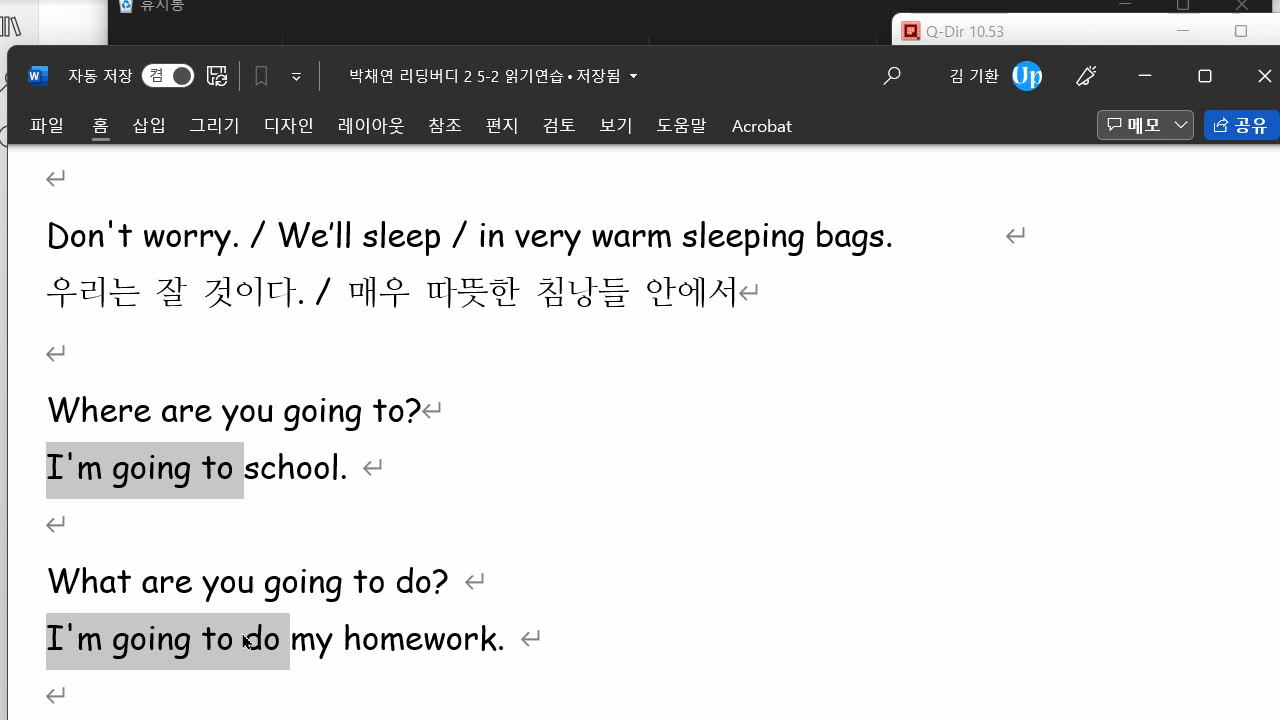 휴지통
Q-Dir 10.53
자동 저장 켬 박채연 리딩버디 2 5-2 읽기연습 • 저장됨 김 기환 Up
파일 홈 삽입 그리기 디자인 레이아웃 참조 편지 검토 보기 도움말 Acrobat 메모 공유
Don't worry. / We'll sleep / in very warm sleeping bags.
우리는 잘 것이다. / 매우 따뜻한 침낭들 안에서
Where are you going to?
I'm going to school.
What are you going to do?
I'm going to do my homework.